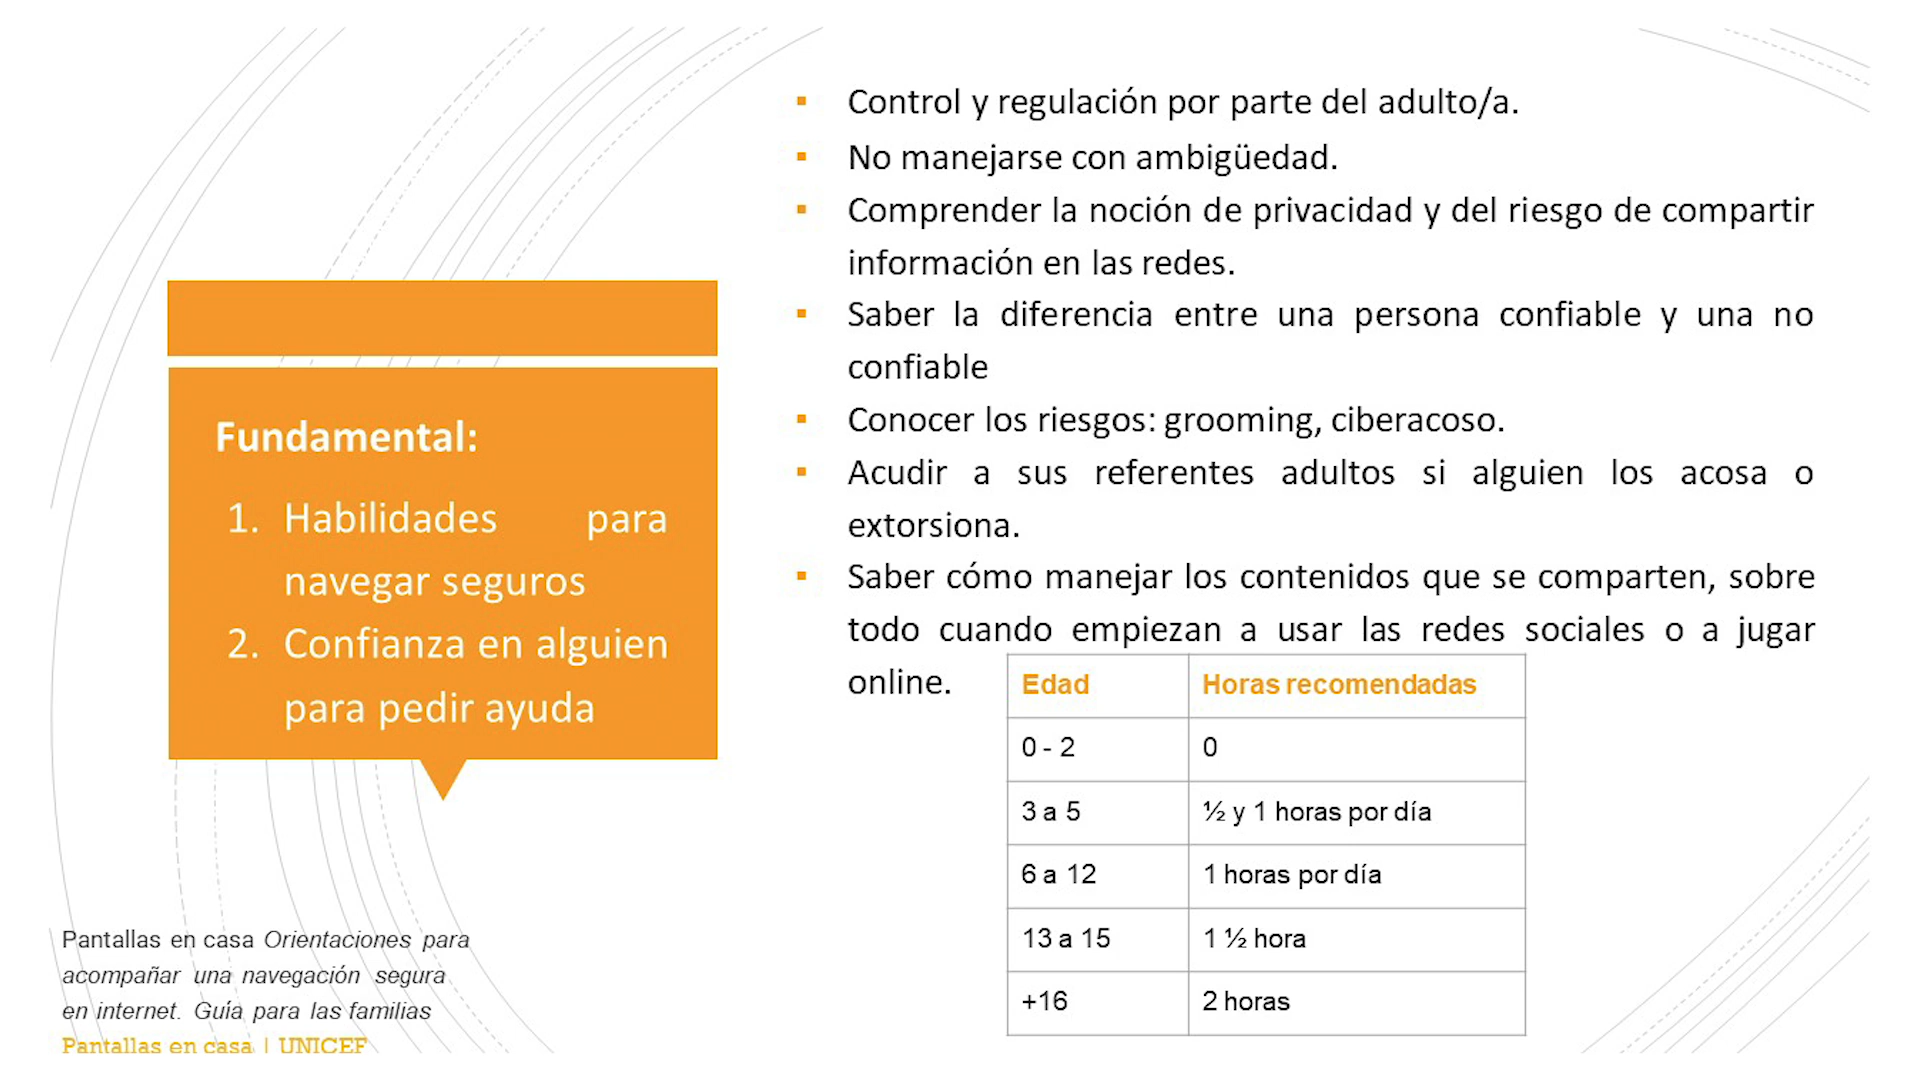 Fundamental:
1. Habilidades para
navegar seguros
2. Confianza en alguien
para pedir ayuda
Pantallas en casa Orientaciones para
acompañar una navegación segura
en internet. Guía para las familias
Pantallas en casa | UNICEF
▪ Control y regulación por parte del adulto/a.
▪ No manejarse con ambigüedad.
▪ Comprender la noción de privacidad y del riesgo de compartir
información en las redes.
▪ Saber la diferencia entre una persona confiable y una no
confiable
▪ Conocer los riesgos: grooming, ciberacoso.
▪ Acudir a sus referentes adultos si alguien los acosa o
extorsiona.
▪ Saber cómo manejar los contenidos que se comparten, sobre
todo cuando empiezan a usar las redes sociales o a jugar
online.
Edad Horas recomendadas
0 - 2 0
3 a 5 ½ y 1 horas por día
6 a 12 1 horas por día
13 a 15 1 ½ hora
+16 2 horas